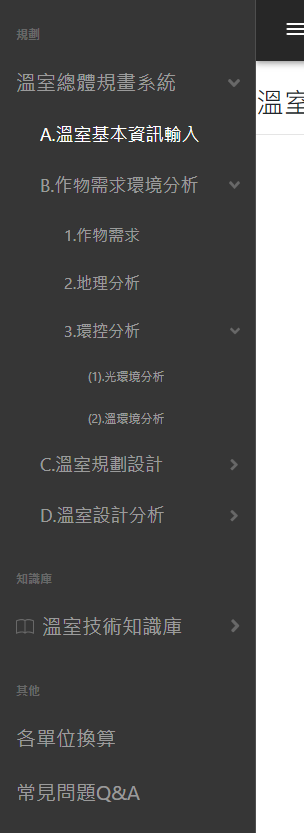 規劃
溫室總體規畫系統
溫室
A.溫室基本資訊輸入
B.作物需求環境分析
1.作物需求
2.地理分析
3.環控分析
(1).光環境分析
(2).溫環境分析
C.溫室規劃設計
D.溫室設計分析
知識庫
溫室技術知識庫
其他
各單位換算
常見問題Q&A